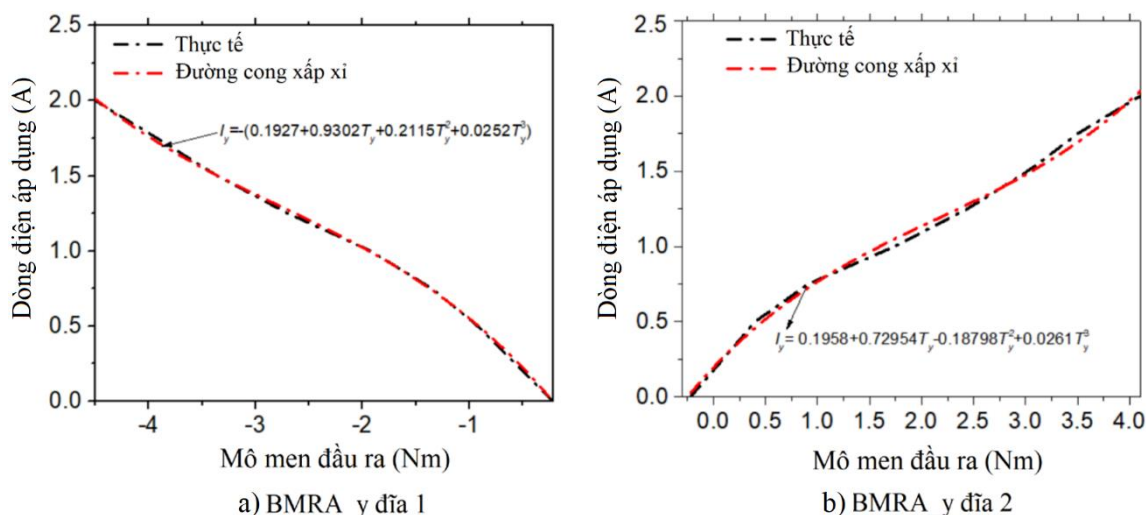 2.5
2.0
1.5
1.0
0.5
0.0
Dòng điện áp dụng (A)
Thực tế
Đường cong xấp xỉ
I_y=-(0.1927+0.9302T_y+0.2115T_y^2+0.0252T_y^3)
-4 -3 -2 -1
Mô men đầu ra (Nm)
a) BMRA_y đĩa 1
2.5
2.0
1.5
1.0
0.5
0.0
Dòng điện áp dụng (A)
Thực tế
Đường cong xấp xỉ
I_y= 0.1958+0.72954T_y-0.18798T_y^2+0.0261T_y^3
0.0 0.5 1.0 1.5 2.0 2.5 3.0 3.5 4.0
Mô men đầu ra (Nm)
b) BMRA_y đĩa 2